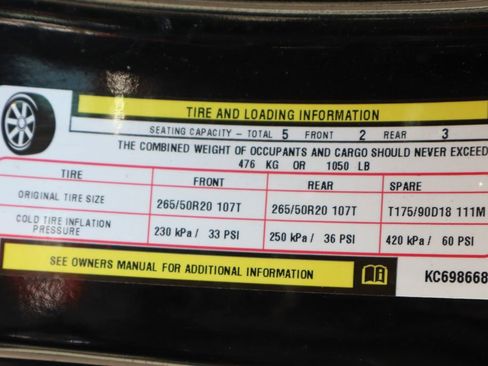 TIRE AND LOADING INFORMATION
SEATING CAPACITY - TOTAL 5 FRONT 2 REAR 3
THE COMBINED WEIGHT OF OCCUPANTS AND CARGO SHOULD NEVER EXCEED
476 KG OR 1050 LB
TIRE FRONT REAR SPARE
ORIGINAL TIRE SIZE 265/50R20 107T 265/50R20 107T T175/90D18 111M
COLD TIRE INFLATION PRESSURE 230 kPa / 33 PSI 250 kPa / 36 PSI 420 kPa / 60 PSI
SEE OWNERS MANUAL FOR ADDITIONAL INFORMATION
KC698668